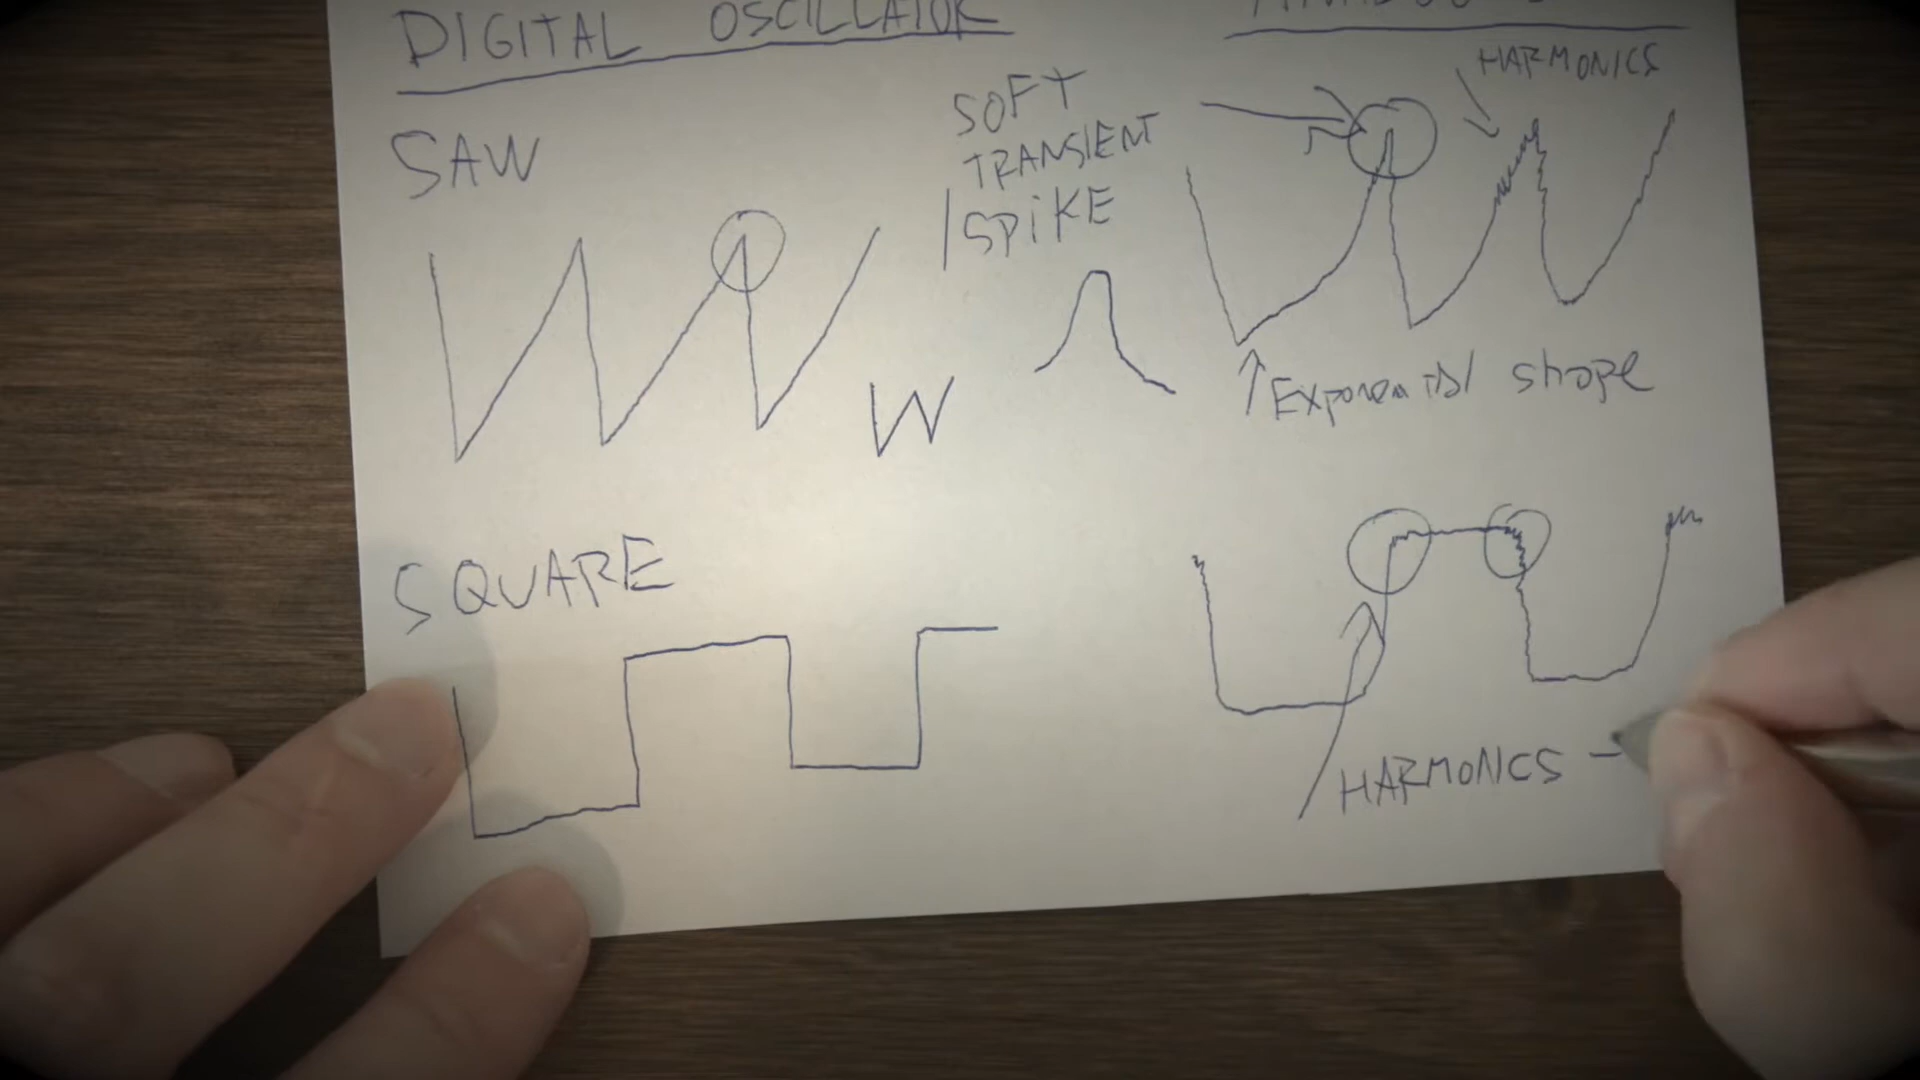 DIGITAL OSCILLATOR
SAW
SOFT
TRANSIENT
/SPIKE
HARMONICS
Exponential shape
SQUARE
HARMONICS –